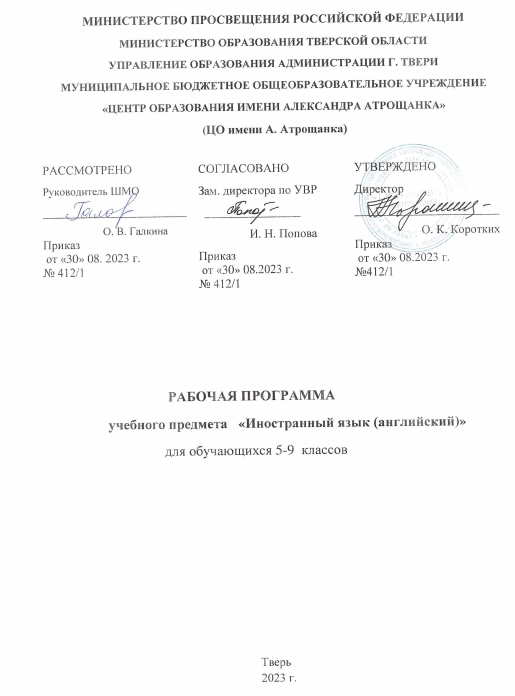 МИНИСТЕРСТВО ПРОСВЕЩЕНИЯ РОССИЙСКОЙ ФЕДЕРАЦИИ
МИНИСТЕРСТВО ОБРАЗОВАНИЯ ТВЕРСКОЙ ОБЛАСТИ
УПРАВЛЕНИЕ ОБРАЗОВАНИЯ АДМИНИСТРАЦИИ Г. ТВЕРИ
МУНИЦИПАЛЬНОЕ БЮДЖЕТНОЕ ОБЩЕОБРАЗОВАТЕЛЬНОЕ УЧРЕЖДЕНИЕ
«ЦЕНТР ОБРАЗОВАНИЯ ИМЕНИ АЛЕКСАНДРА АТРОЩАНКА»
(ЦО имени А. Атрощанка)
РАССМОТРЕНО
Руководитель ШМО
О. В. Галкина
Приказ
от «30» 08. 2023 г.
№ 412/1
СОГЛАСОВАНО
Зам. директора по УВР
И. Н. Попова
Приказ
от «30» 08.2023 г.
№ 412/1
УТВЕРЖДЕНО
Директор
О. К. Коротких
Приказ
от «30» 08.2023 г.
№412/1
РАБОЧАЯ ПРОГРАММА
учебного предмета «Иностранный язык (английский)»
для обучающихся 5-9 классов
Тверь
2023 г.